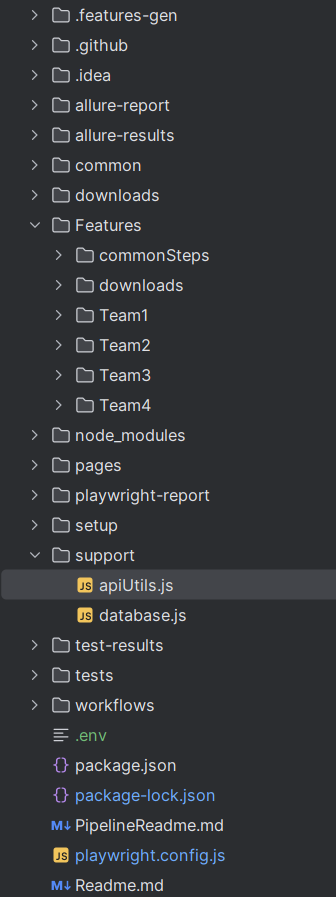 .features-gen
.github
.idea
allure-report
allure-results
common
downloads
Features
commonSteps
downloads
Team1
Team2
Team3
Team4
node_modules
pages
playwright-report
setup
support
JS apiUtils.js
JS database.js
test-results
tests
workflows
.env
{} package.json
{} package-lock.json
M↓ PipelineReadme.md
JS playwright.config.js
M↓ Readme.md